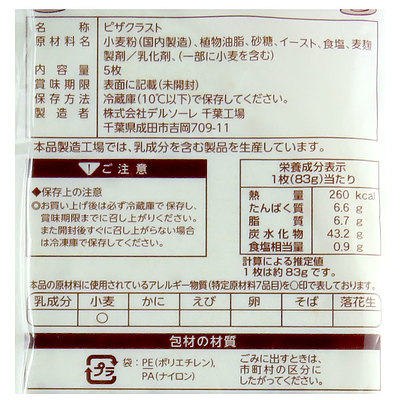 名称 ピザクラスト
原材料名 小麦粉(国内製造)、植物油脂、砂糖、イースト、食塩、麦麹
製剤/乳化剤、(一部に小麦を含む)
内容量 5枚
賞味期限 表面に記載(未開封)
保存方法 冷蔵庫(10℃以下)で保存してください。
製造者 株式会社デルソーレ 千葉工場
千葉県成田市吉岡709-11
本品製造工場では、乳成分を含む製品を生産しています。
! ご注意
●保存上の注意
◎お買い上げ後は必ず冷蔵庫で保存し、
賞味期限までに召し上がりください。
また開封後すぐに召し上がらない場合
は冷凍庫で保存してください。
栄養成分表示
1枚(83g)当たり
熱量 260kcal
たんぱく質 6.6g
脂質 6.7g
炭水化物 43.2g
食塩相当量 0.9g
計算による推定値
1枚は約83gです。
本品の原材料に使用されているアレルギー物質(特定原材料7品目)を〇印で表しています。
乳成分 小麦 かに えび 卵 そば 落花生
〇
包材の材質
プラ
袋:PE(ポリエチレン)、
PA(ナイロン)
ごみに出すときは、
市町村の区分に
したがってください。